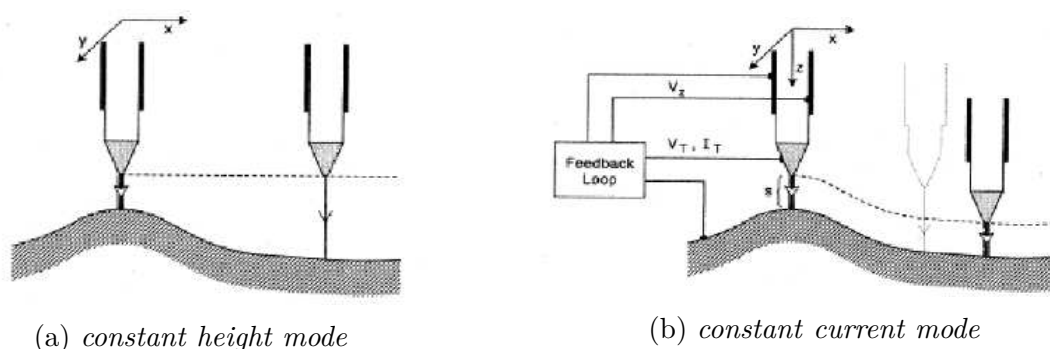 y x
y x
z
V_z
V_T , I_T
Feedback
Loop
s
(a) constant height mode
(b) constant current mode